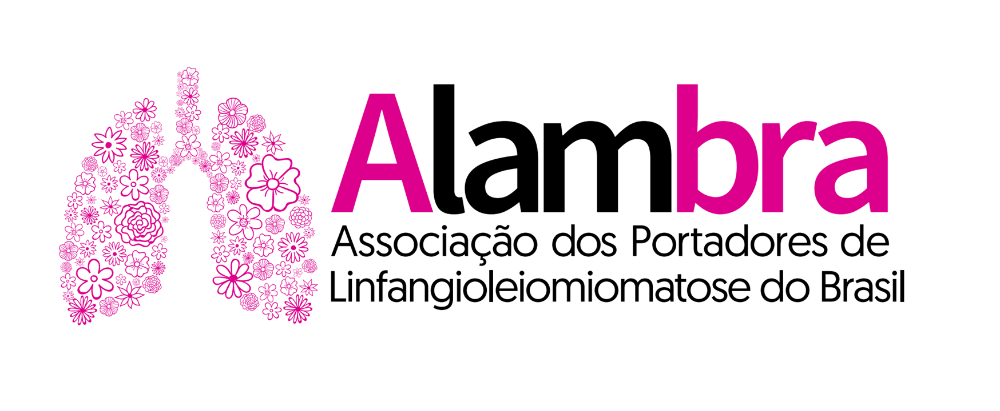 Alambra
Associação dos Portadores de
Linfangioleiomiomatose do Brasil